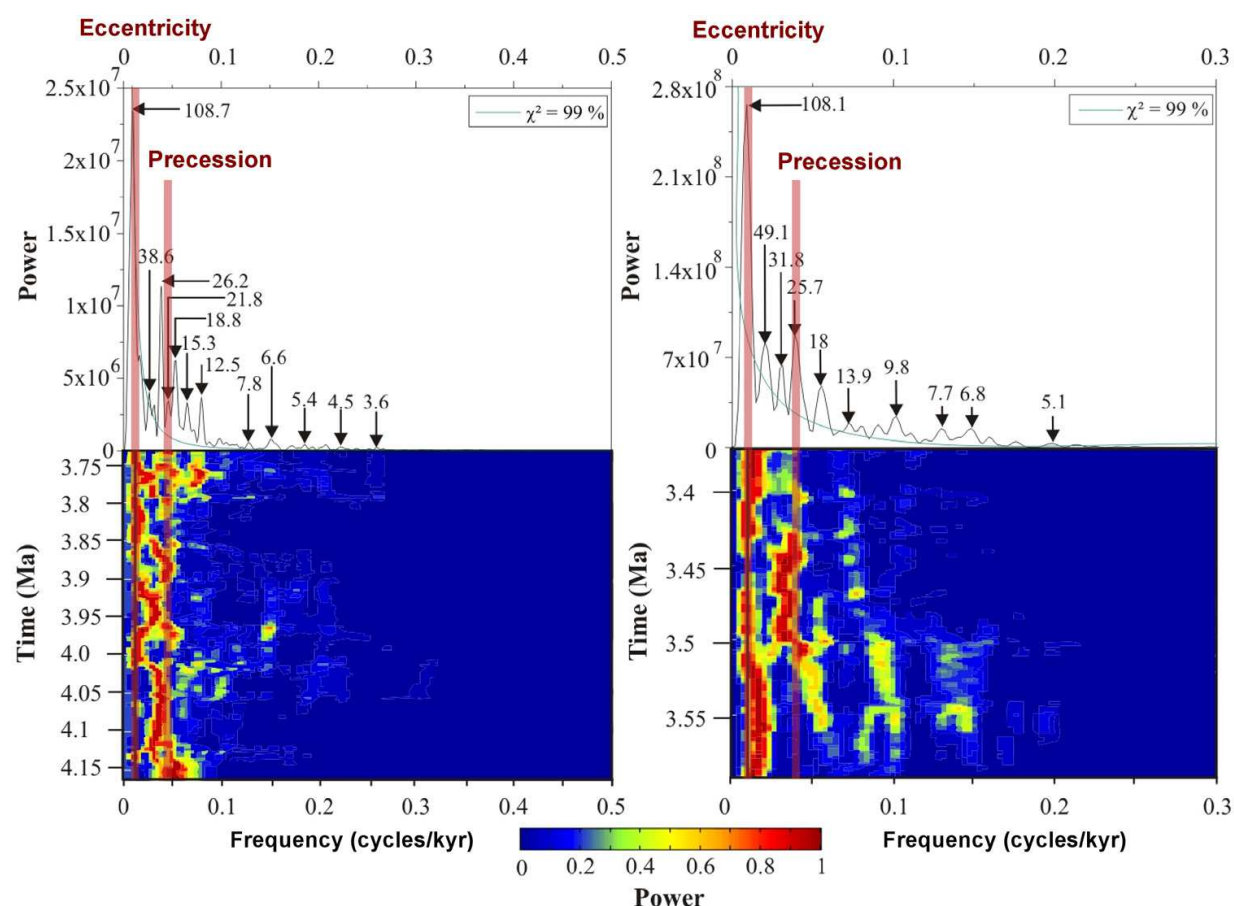 Eccentricity
0 0.1 0.2 0.3 0.4 0.5
2.5x10⁷
2x10⁷
1.5x10⁷
1x10⁷
5x10⁶
0
Power
108.7
χ² = 99 %
Precession
38.6
26.2
21.8
18.8
15.3
12.5
7.8
6.6
5.4
4.5
3.6
3.75
3.8
3.85
3.9
3.95
4.0
4.05
4.1
4.15
Time (Ma)
0 0.1 0.2 0.3 0.4 0.5
Frequency (cycles/kyr)
Eccentricity
0 0.1 0.2 0.3
2.8x10⁸
2.1x10⁸
1.4x10⁸
7x10⁷
0
Power
108.1
χ² = 99 %
Precession
49.1
31.8
25.7
18
13.9
9.8
7.7
6.8
5.1
3.4
3.45
3.5
3.55
Time (Ma)
0 0.1 0.2 0.3
Frequency (cycles/kyr)
0 0.2 0.4 0.6 0.8 1
Power